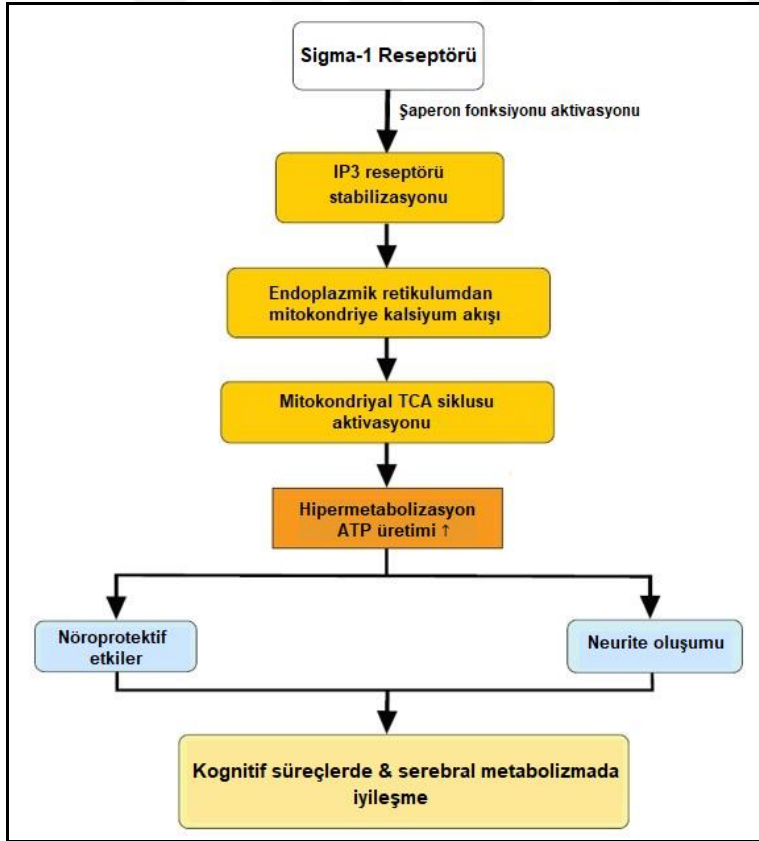 Sigma-1 Reseptörü
Şaperon fonksiyonu aktivasyonu
IP3 reseptörü
stabilizasyonu
Endoplazmik retikulumdan
mitokondriye kalsiyum akışı
Mitokondriyal TCA siklusu
aktivasyonu
Hipermetabolizasyon
ATP üretimi ↑
Nöroprotektif
etkiler
Neurite oluşumu
Kognitif süreçlerde & serebral metabolizmada
iyileşme